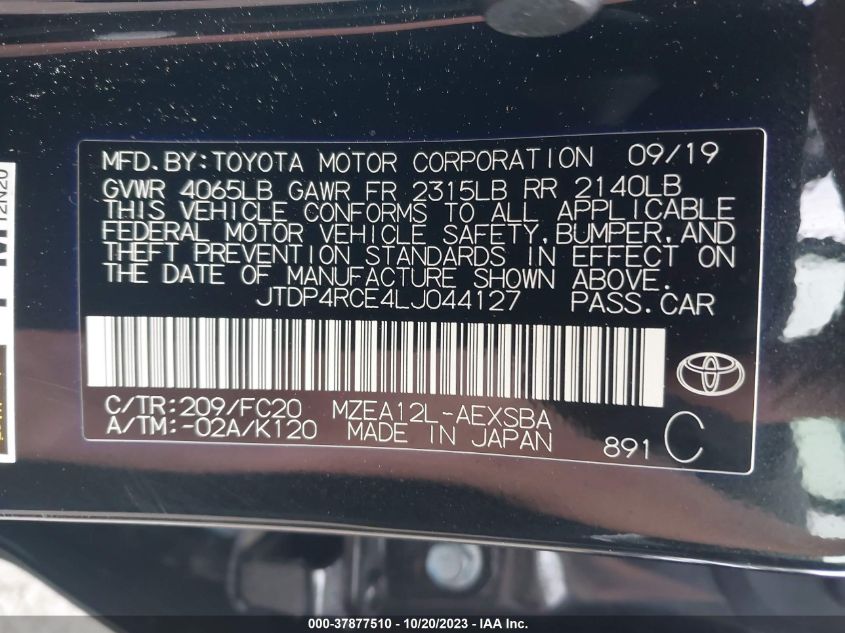 MFD.BY:TOYOTA MOTOR CORPORATION 09/19
GVWR 4065LB GAWR FR 2315LB RR 2140LB
THIS VEHICLE CONFORMS TO ALL APPLICABLE
FEDERAL MOTOR VEHICLE SAFETY,BUMPER,AND
THEFT PREVENTION STANDARDS IN EFFECT ON
THE DATE OF MANUFACTURE SHOWN ABOVE.
JTDP4RCE4LJ044127 PASS.CAR
C/TR:209/FC20 MZEA12L-AEXSBA
A/TM:-02A/K120 MADE IN JAPAN
891 C
12N20
000-37877510 - 10/20/2023 - IAA Inc.